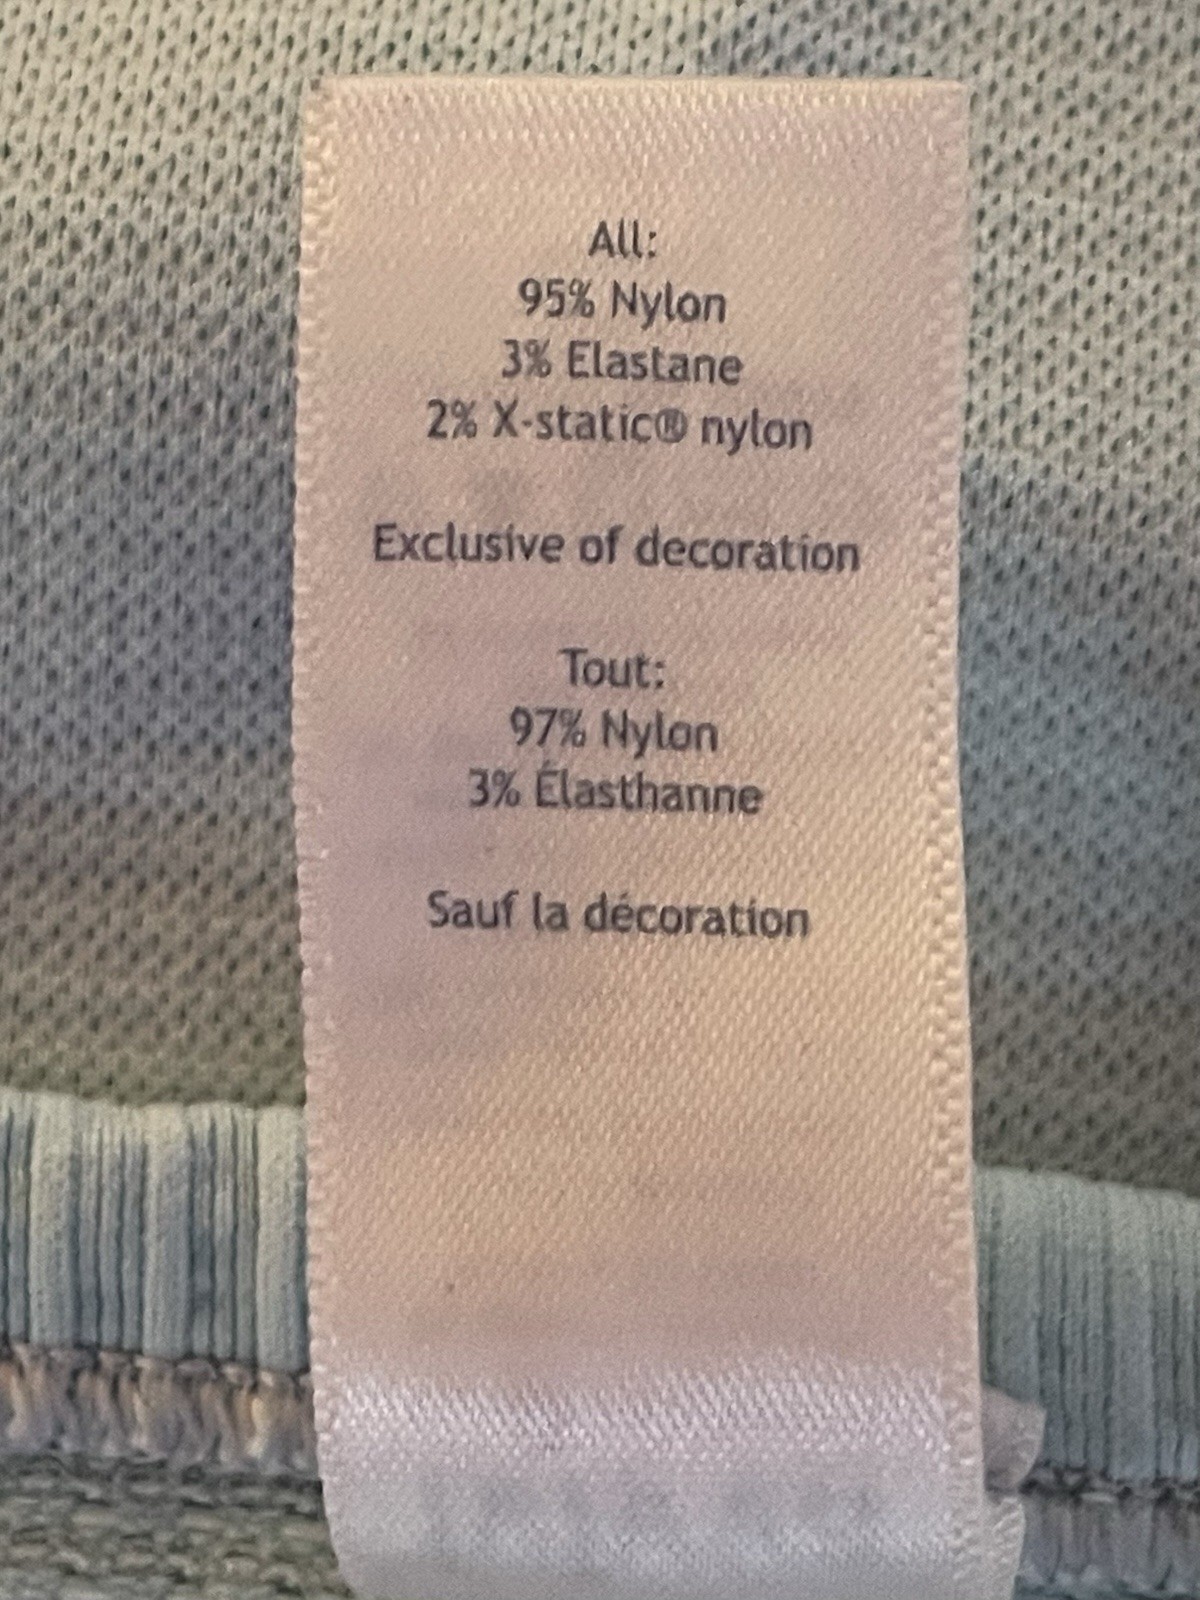 All:
95% Nylon
3% Elastane
2% X-static® nylon
Exclusive of decoration
Tout:
97% Nylon
3% Élasthanne
Sauf la décoration